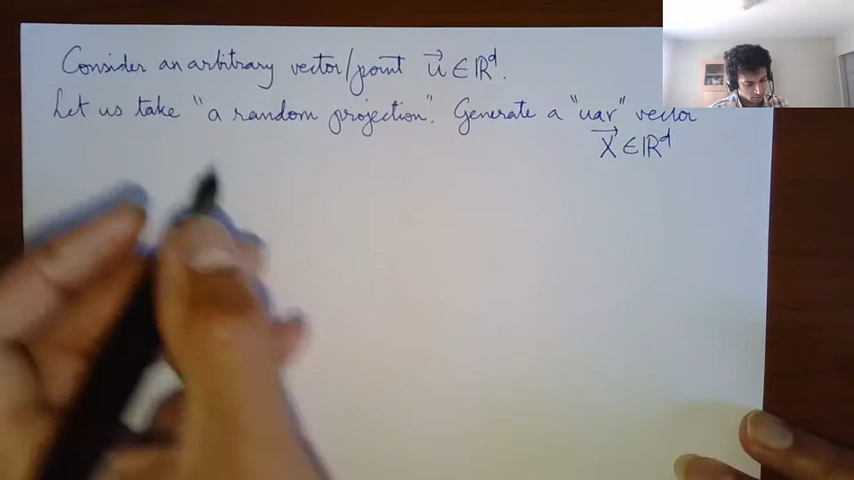 Consider an arbitrary vector/point u⃗ ∈ ℝᵈ.
Let us take "a random projection". Generate a "uar" vector
X⃗ ∈ ℝᵈ